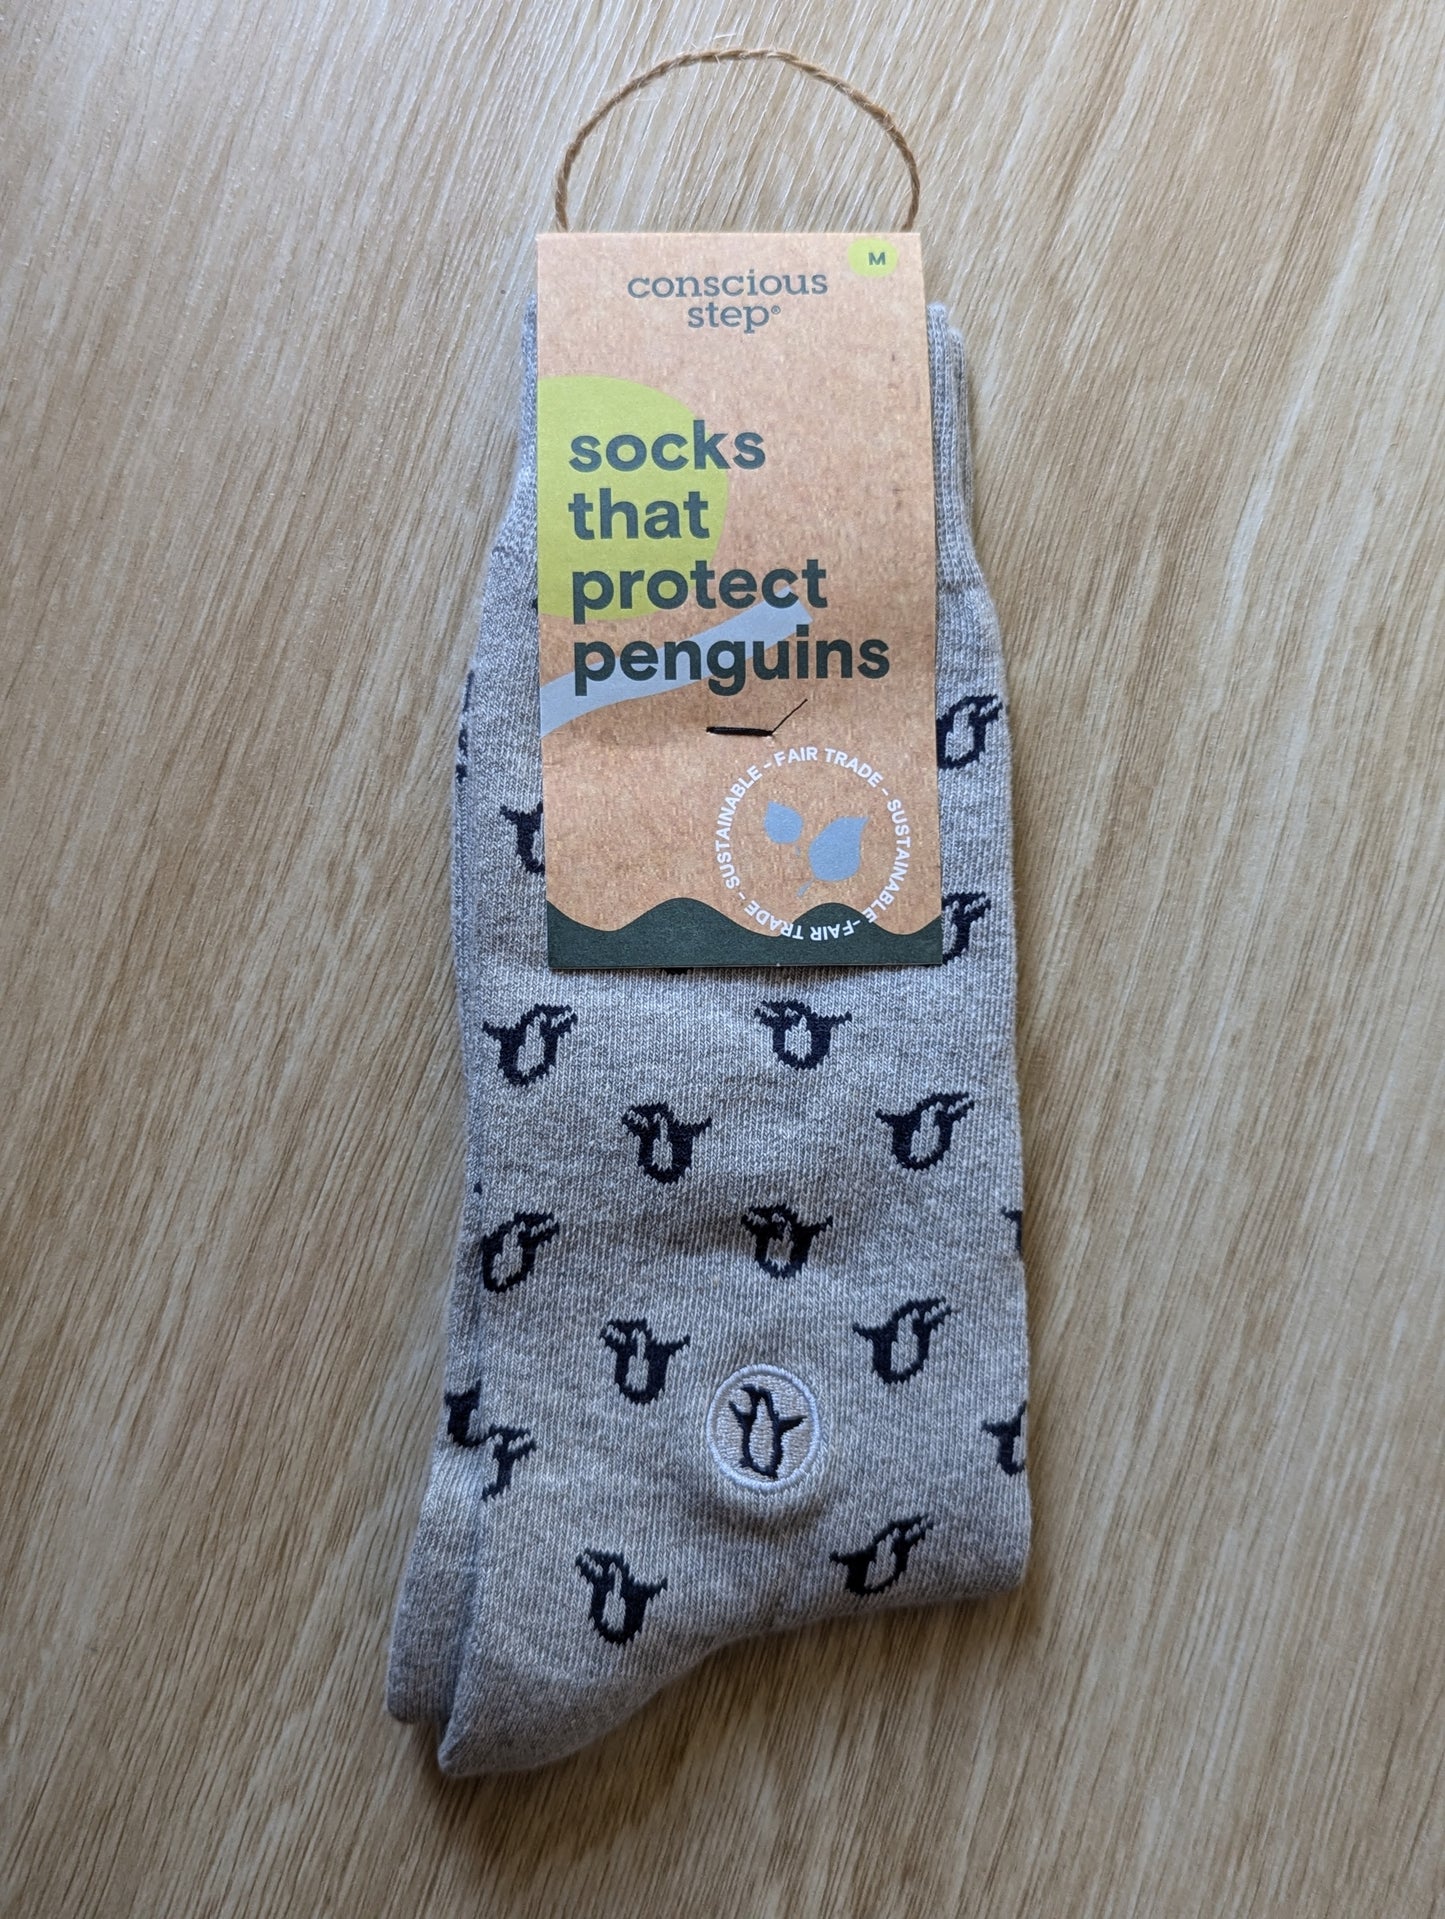 M
conscious
step®
socks
that
protect
penguins
FAIR TRADE - SUSTAINABLE - FAIR TRADE - SUSTAINABLE -